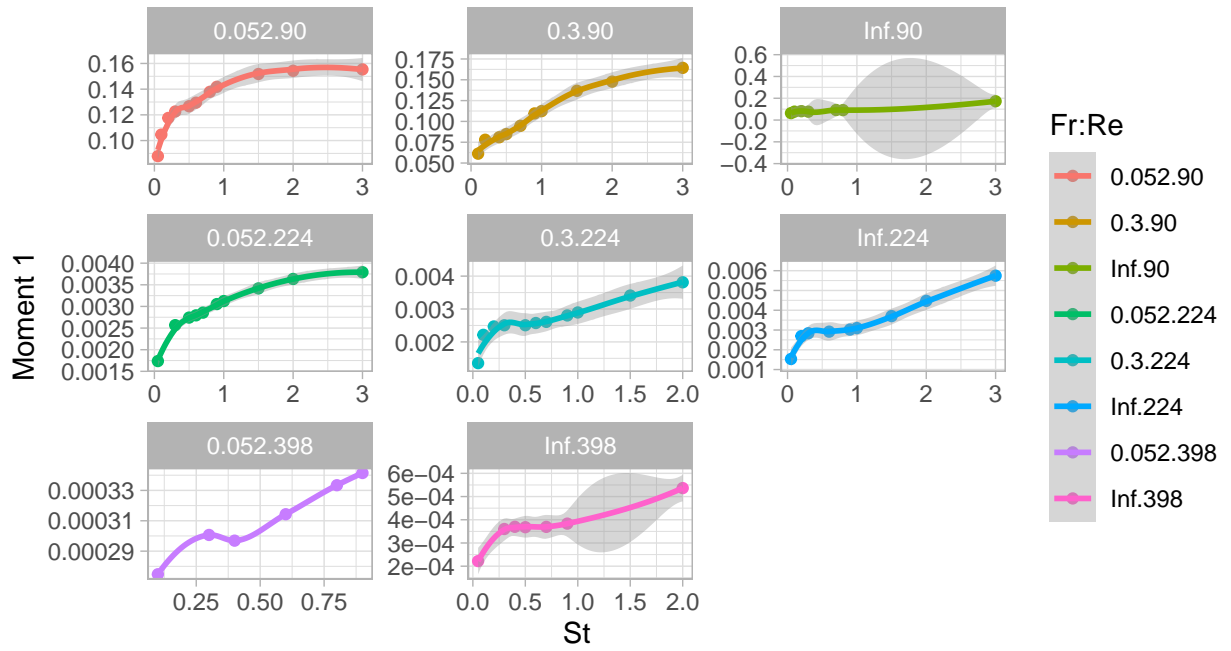 0.052.90 0.3.90 Inf.90
0.16 0.14 0.12 0.10
0 1 2 3
0.175 0.150 0.125 0.100 0.075 0.050
0 1 2 3
0.6 0.4 0.2 0.0 −0.2 −0.4
0 1 2 3
0.052.224 0.3.224 Inf.224
0.0040 0.0035 0.0030 0.0025 0.0020 0.0015
0 1 2 3
0.004 0.003 0.002
0.0 0.5 1.0 1.5 2.0
0.006 0.005 0.004 0.003 0.002 0.001
0 1 2 3
0.052.398 Inf.398
0.00033 0.00031 0.00029
0.25 0.50 0.75
6e−04 5e−04 4e−04 3e−04 2e−04
0.0 0.5 1.0 1.5 2.0
Moment 1
St
Fr:Re
0.052.90
0.3.90
Inf.90
0.052.224
0.3.224
Inf.224
0.052.398
Inf.398